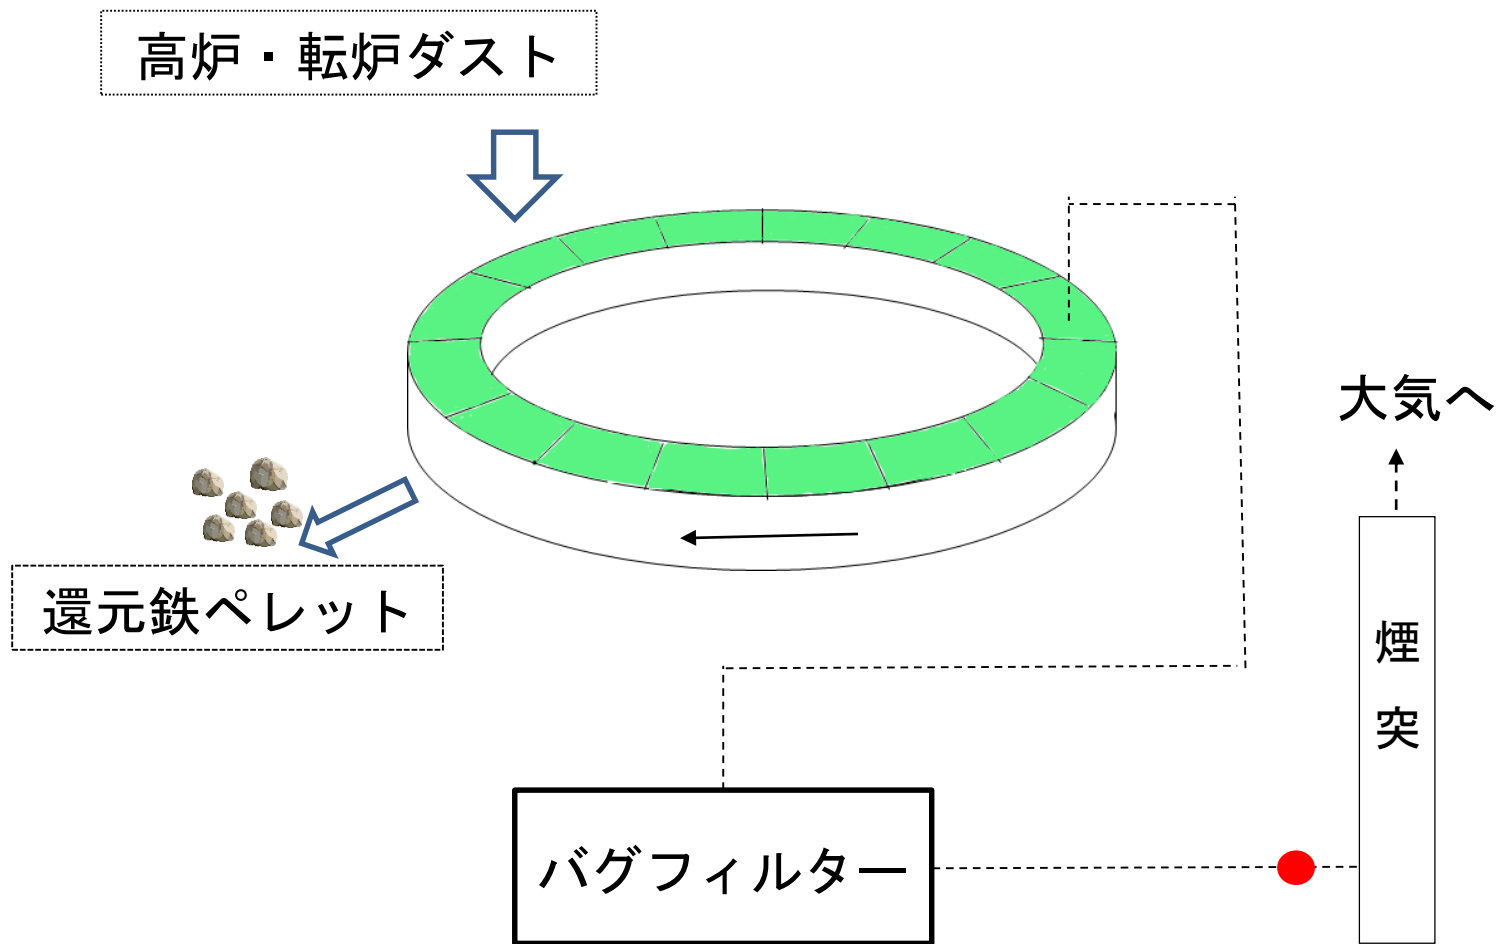 高炉・転炉ダスト
大気へ
還元鉄ペレット
煙突
バグフィルター